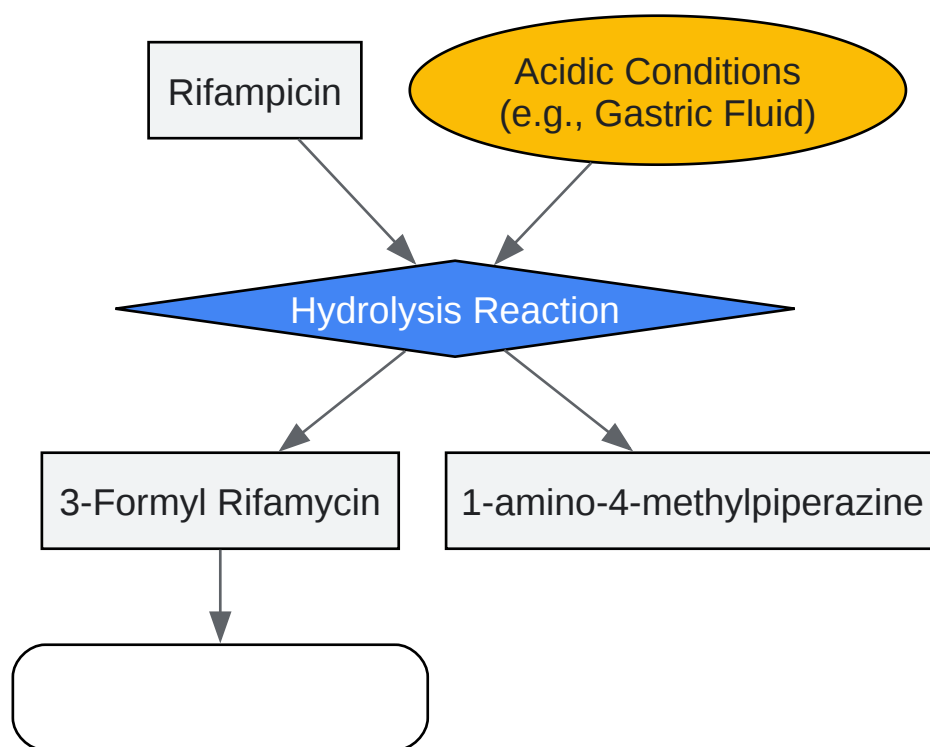 Rifampicin
Acidic Conditions
(e.g., Gastric Fluid)
Hydrolysis Reaction
3-Formyl Rifamycin
1-amino-4-methylpiperazine